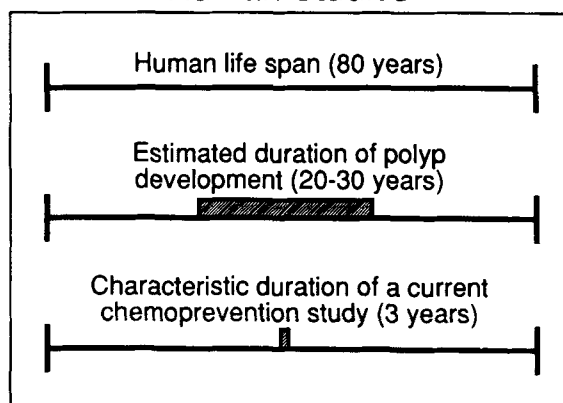 Human life span (80 years)
Estimated duration of polyp
development (20-30 years)
Characteristic duration of a current
chemoprevention study (3 years)